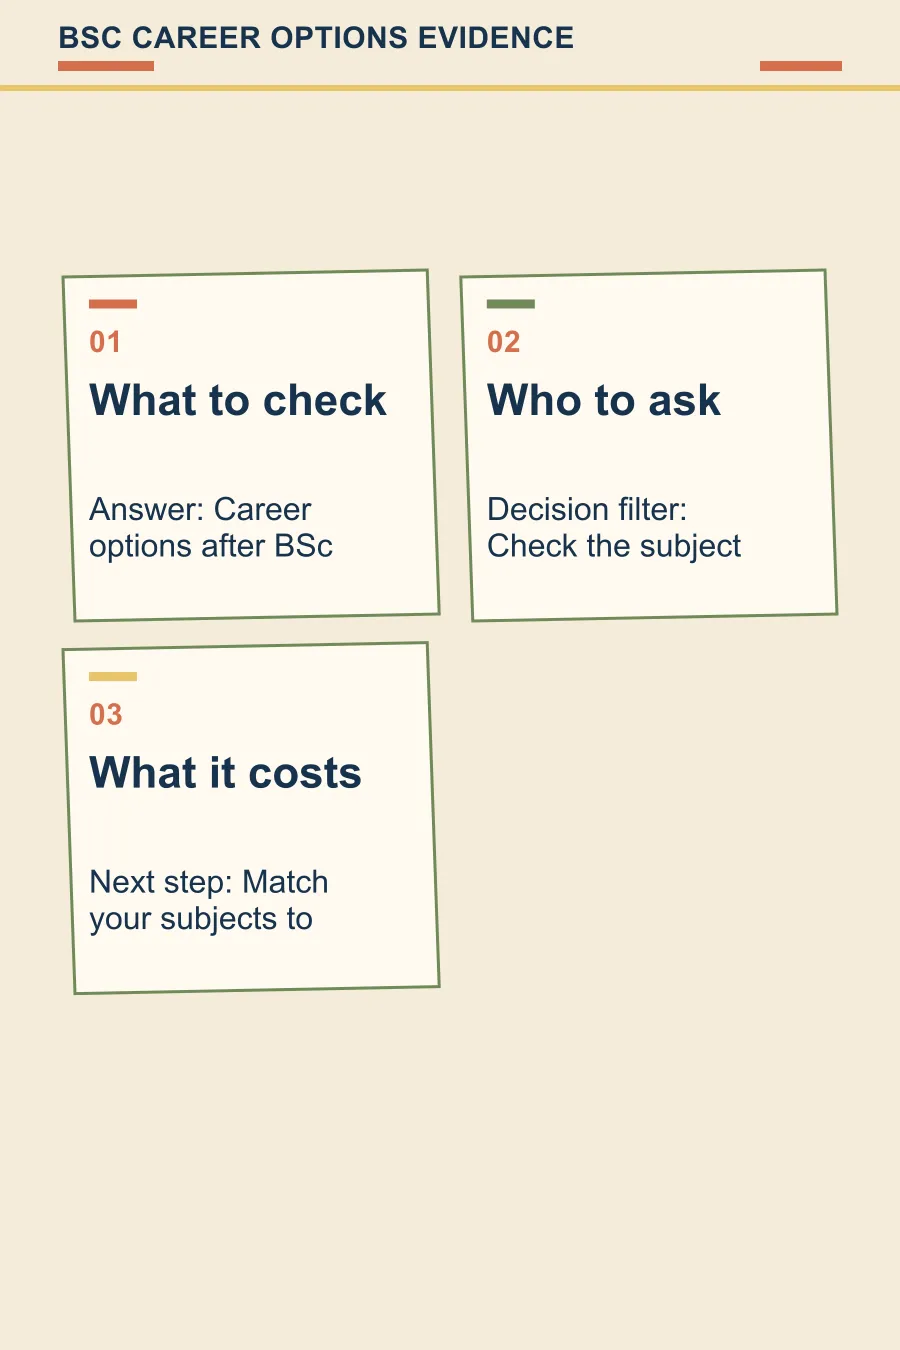 BSC CAREER OPTIONS EVIDENCE
01
What to check
Answer: Career
options after BSc
02
Who to ask
Decision filter:
Check the subject
03
What it costs
Next step: Match
your subjects to